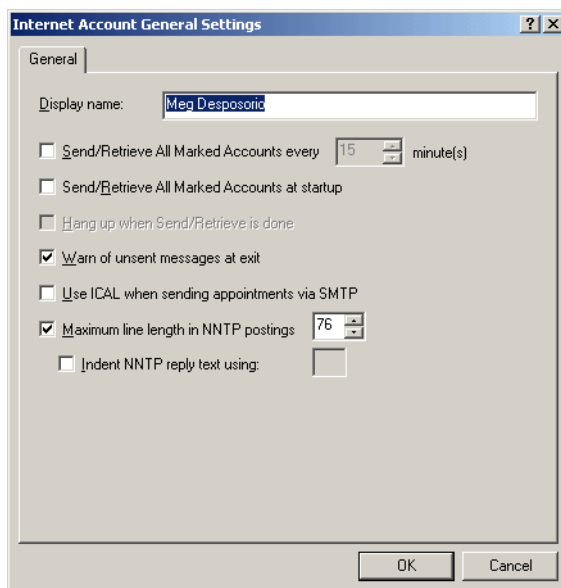 Internet Account General Settings
General
Display name: Meg Desposorio
Send/Retrieve All Marked Accounts every 15 minute(s)
Send/Retrieve All Marked Accounts at startup
Hang up when Send/Retrieve is done
Warn of unsent messages at exit
Use ICAL when sending appointments via SMTP
Maximum line length in NNTP postings 76
Indent NNTP reply text using:
OK Cancel